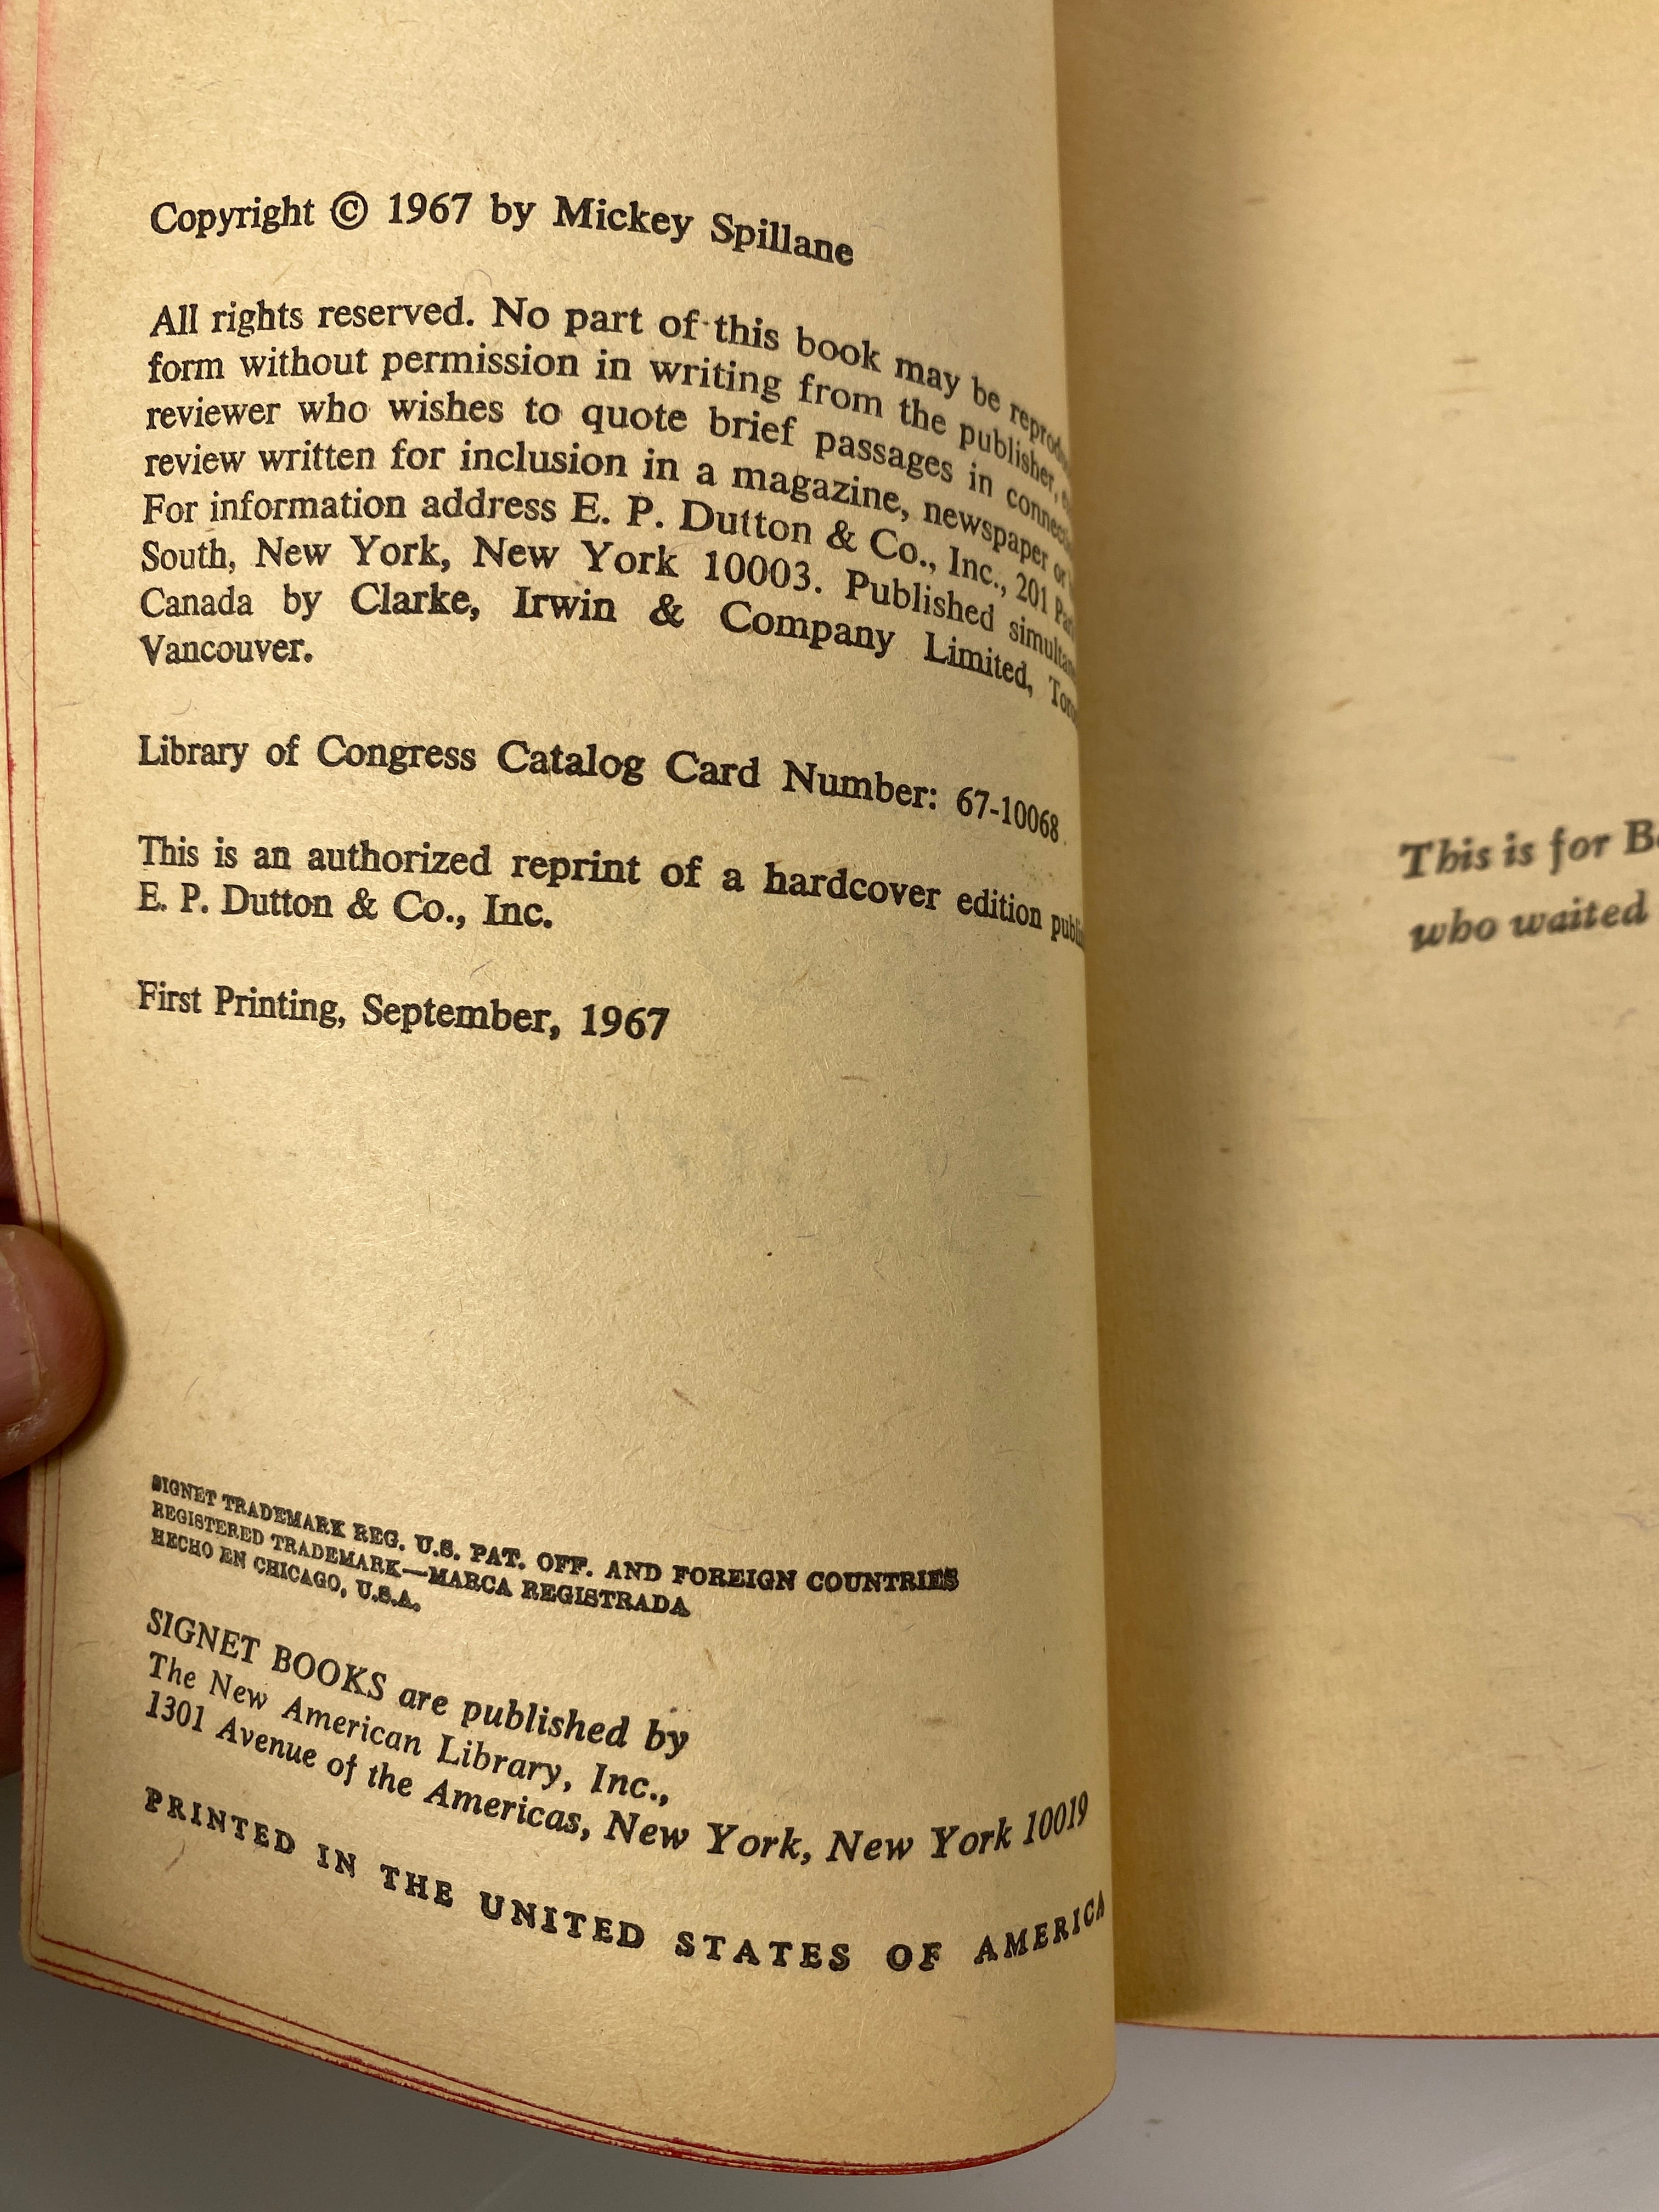 Copyright © 1967 by Mickey Spillane
All rights reserved. No part of this book may be
form without permission in writing from the publisher,
reviewer who wishes to quote brief passages in
review written for inclusion in a magazine, newspaper or
For information address E. P. Dutton & Co., Inc., 201
South, New York, New York 10003. Published
Canada by Clarke, Irwin & Company Limited,
Vancouver.
Library of Congress Catalog Card Number: 67-10068
This is an authorized reprint of a hardcover edition
E. P. Dutton & Co., Inc.
First Printing, September, 1967
SIGNET TRADEMARK REG. U.S. PAT. OFF. AND FOREIGN COUNTRIES
REGISTERED TRADEMARK—MARCA REGISTRADA
HECHO EN CHICAGO, U.S.A.
SIGNET BOOKS are published by
The New American Library, Inc.,
1301 Avenue of the Americas, New York, New York 10019
PRINTED IN THE UNITED STATES OF AMERICA
This is for
who waited